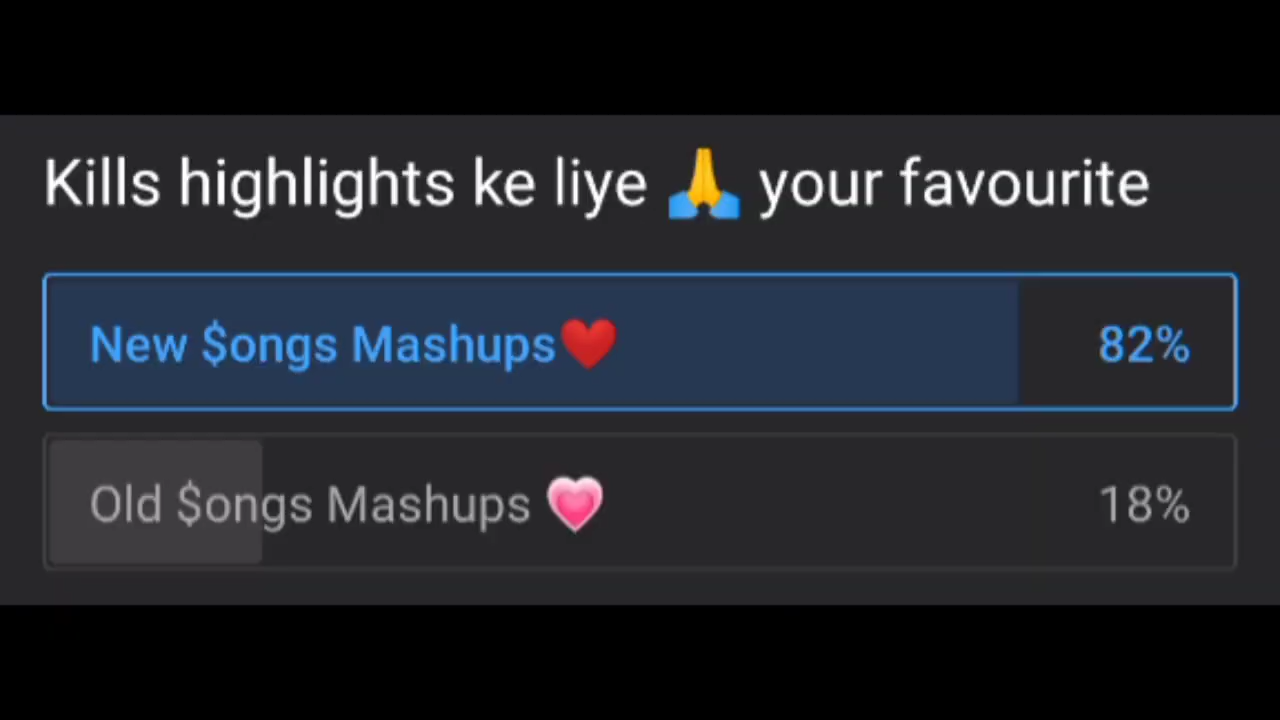 Kills highlights ke liye 🙏 your favourite
New $ongs Mashups❤️ 82%
Old $ongs Mashups 💗 18%